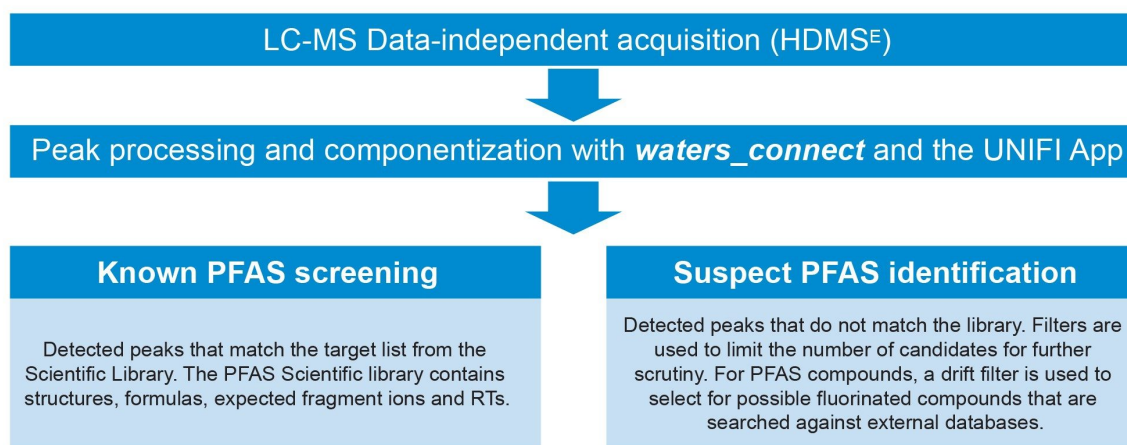 LC-MS Data-independent acquisition (HDMSᴱ)
Peak processing and componentization with waters_connect and the UNIFI App
Known PFAS screening
Detected peaks that match the target list from the
Scientific Library. The PFAS Scientific library contains
structures, formulas, expected fragment ions and RTs.
Suspect PFAS identification
Detected peaks that do not match the library. Filters are
used to limit the number of candidates for further
scrutiny. For PFAS compounds, a drift filter is used to
select for possible fluorinated compounds that are
searched against external databases.